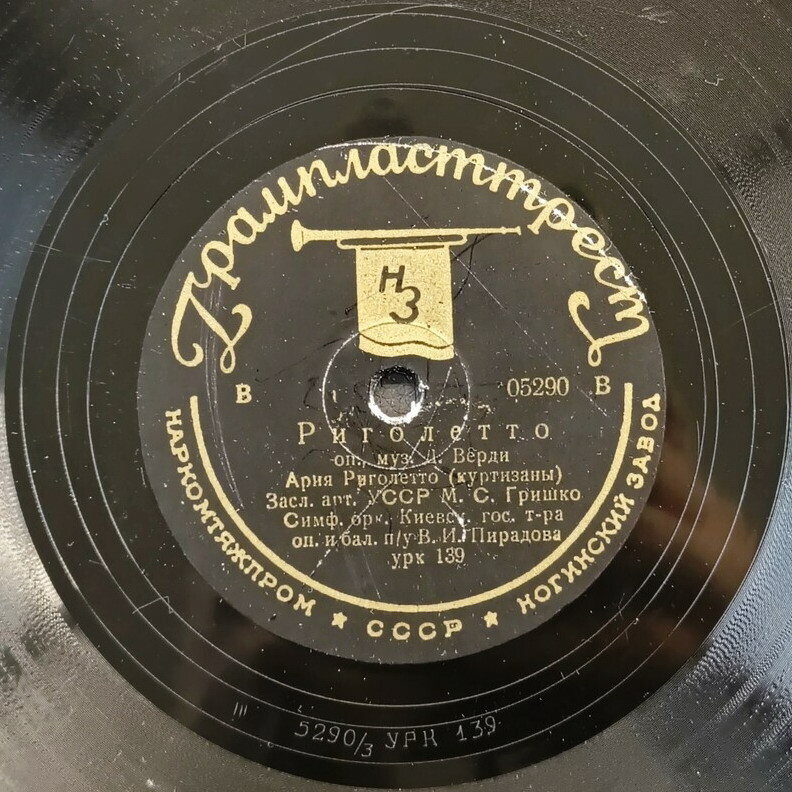 Грампласттрест
НЗ
В 05290 В
Риголетто
оп., муз. Д. Верди
Ария Риголетто (куртизаны)
Засл. арт. УССР М. С. Гришко
Симф. орк. Киевск. гос. т-ра
оп. и бал. п/у В. И. Пирадова
урк 139
НАРКОМТЯЖПРОМ ★ СССР ★ НОГИНСКИЙ ЗАВОД
III 5290/3 УРК 139